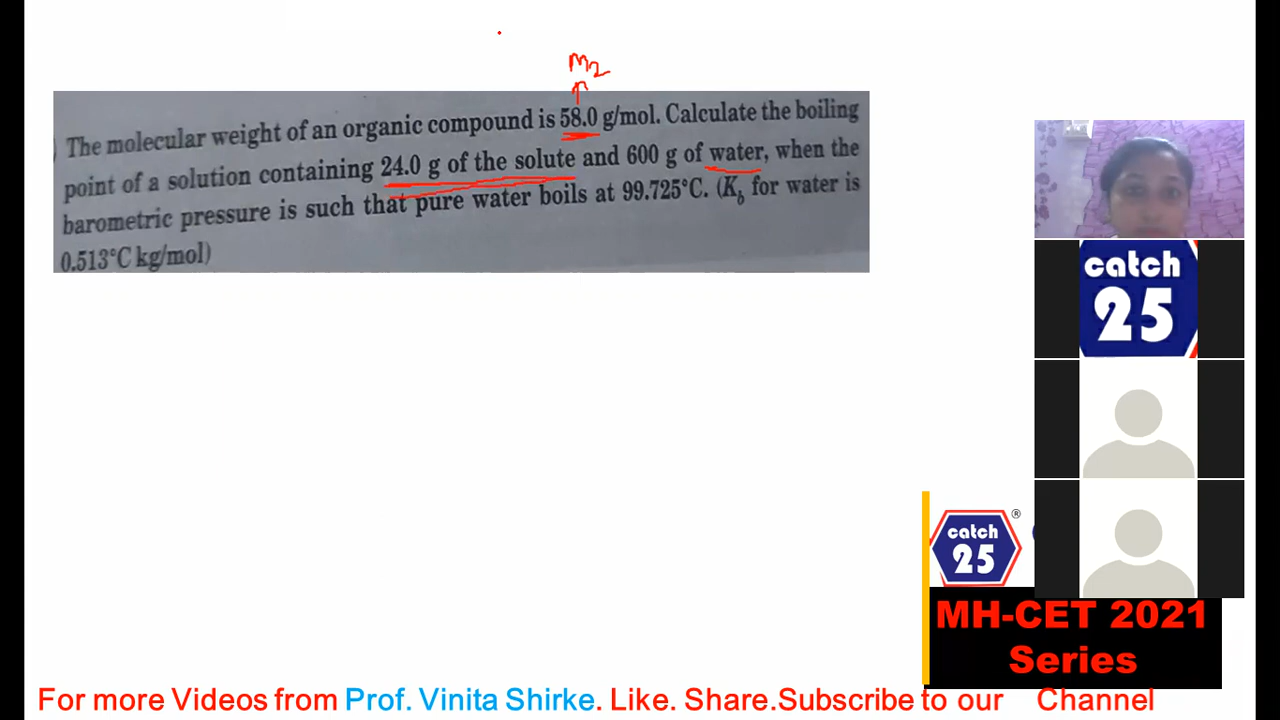 M2
The molecular weight of an organic compound is 58.0 g/mol. Calculate the boiling
point of a solution containing 24.0 g of the solute and 600 g of water, when the
barometric pressure is such that pure water boils at 99.725°C. (Kb for water is
0.513°C kg/mol)
catch
25
catch ®
25
MH-CET 2021
Series
For more Videos from Prof. Vinita Shirke. Like. Share.Subscribe to our Channel